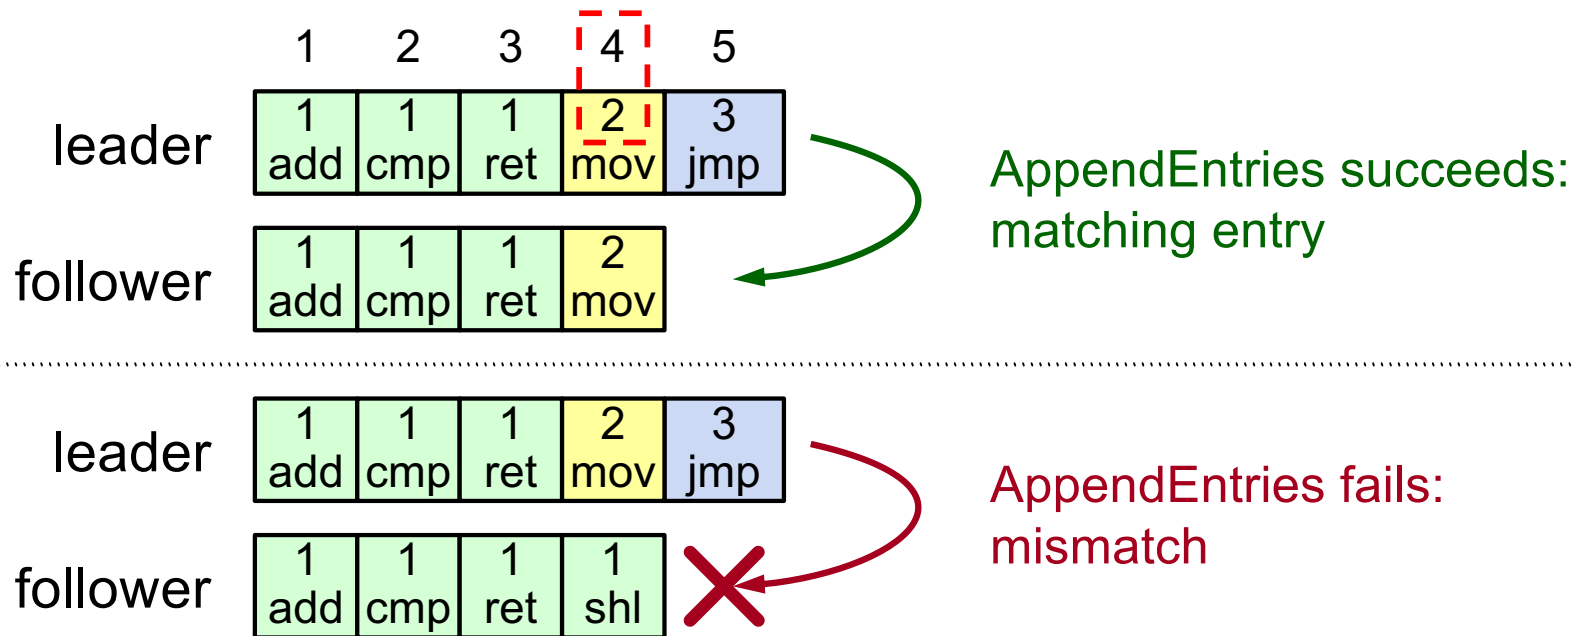 1 2 3 4 5
leader 1 1 1 2 3
add cmp ret mov jmp
AppendEntries succeeds:
matching entry
follower 1 1 1 2
add cmp ret mov
leader 1 1 1 2 3
add cmp ret mov jmp
AppendEntries fails:
mismatch
follower 1 1 1 1
add cmp ret shl